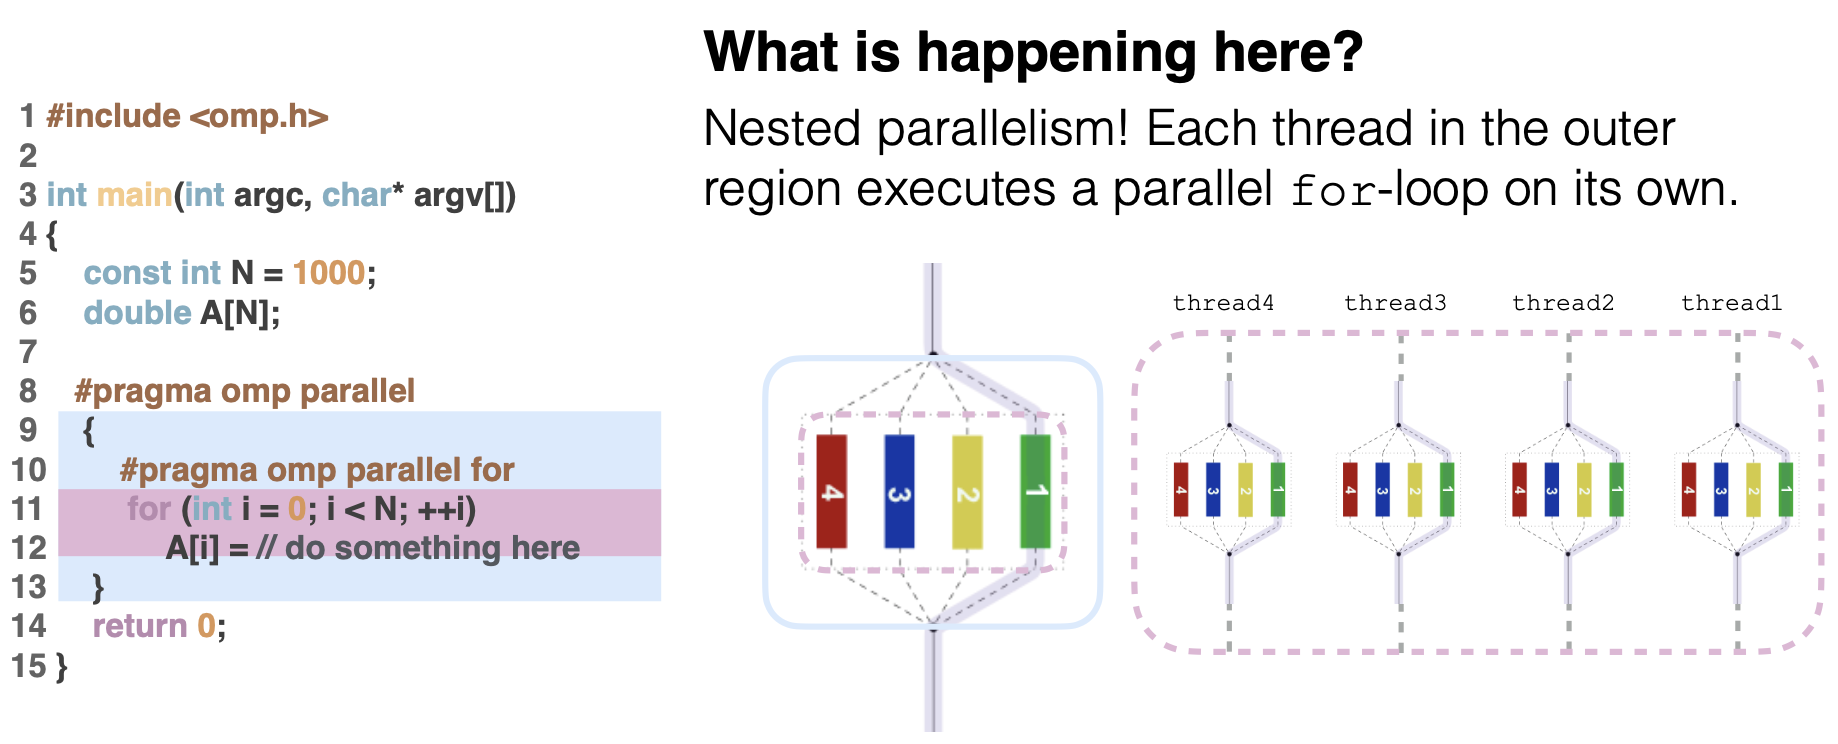 What is happening here?
Nested parallelism! Each thread in the outer
region executes a parallel for-loop on its own.
1 #include <omp.h>
2
3 int main(int argc, char* argv[])
4 {
5 const int N = 1000;
6 double A[N];
7
8 #pragma omp parallel
9 {
10 #pragma omp parallel for
11 for (int i = 0; i < N; ++i)
12 A[i] = // do something here
13 }
14 return 0;
15 }
4 3 2 1
thread4 thread3 thread2 thread1
4 3 2 1 4 3 2 1 4 3 2 1 4 3 2 1